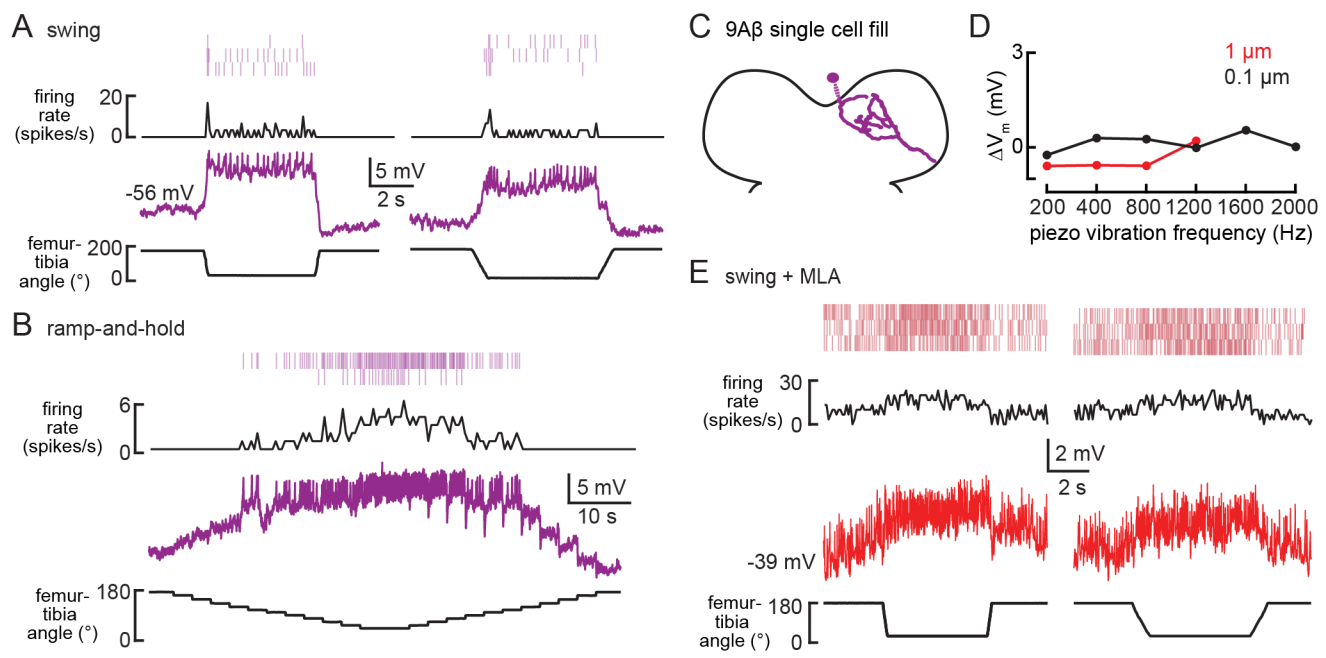 A swing
firing
rate
(spikes/s)
20
0
-56 mV
5 mV
2 s
femur-
tibia
angle (°)
200
0
B ramp-and-hold
firing
rate
(spikes/s)
6
0
5 mV
10 s
femur-
tibia
angle (°)
180
0
C 9Aβ single cell fill
D
3
0
ΔVm (mV)
1 μm
0.1 μm
200 400 800 1200 1600 2000
piezo vibration frequency (Hz)
E swing + MLA
firing
rate
(spikes/s)
30
0
2 mV
2 s
-39 mV
femur-
tibia
angle (°)
180
0